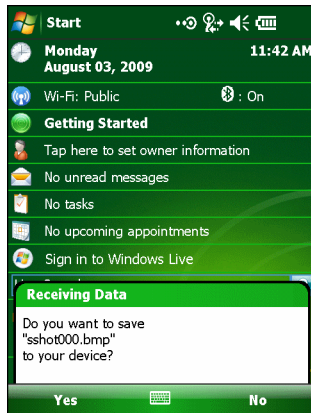 Start
Monday 11:42 AM
August 03, 2009
Wi-Fi: Public : On
Getting Started
Tap here to set owner information
No unread messages
No tasks
No upcoming appointments
Sign in to Windows Live
Receiving Data
Do you want to save
"sshot000.bmp"
to your device?
Yes No